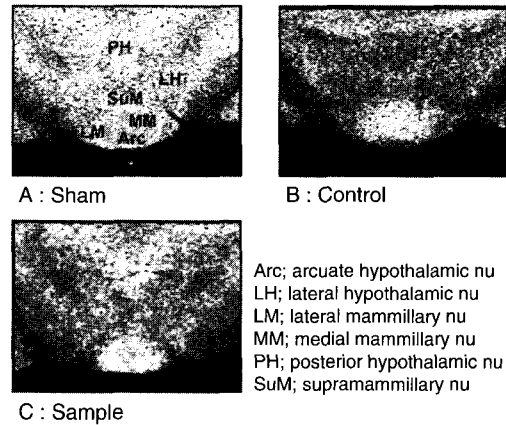 PH
LH
SuM
MM
LM
Arc
A : Sham
B : Control
Arc; arcuate hypothalamic nu
LH; lateral hypothalamic nu
LM; lateral mammillary nu
MM; medial mammillary nu
PH; posterior hypothalamic nu
SuM; supramammillary nu
C : Sample